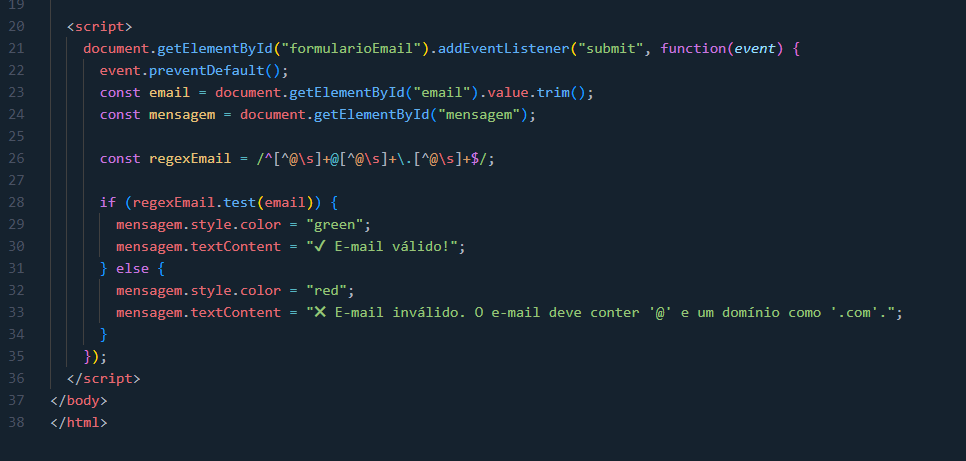 19
20 <script>
21 document.getElementById("formularioEmail").addEventListener("submit", function(event) {
22 event.preventDefault();
23 const email = document.getElementById("email").value.trim();
24 const mensagem = document.getElementById("mensagem");
25
26 const regexEmail = /^[^@\s]+@[^@\s]+\.[^@\s]+$/;
27
28 if (regexEmail.test(email)) {
29 mensagem.style.color = "green";
30 mensagem.textContent = "✔ E-mail válido!";
31 } else {
32 mensagem.style.color = "red";
33 mensagem.textContent = "❌ E-mail inválido. O e-mail deve conter '@' e um domínio como '.com'.";
34 }
35 });
36 </script>
37 </body>
38 </html>